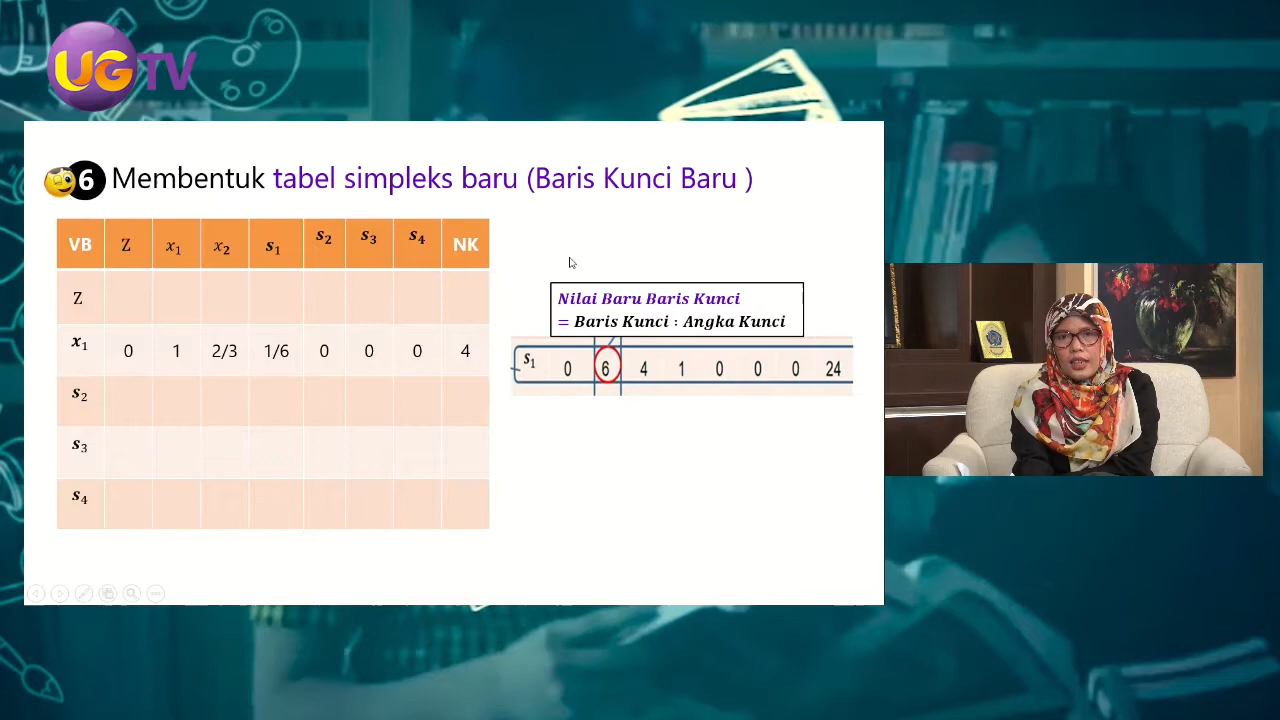 UGTV
6 Membentuk tabel simpleks baru (Baris Kunci Baru )
VB Z x₁ x₂ s₁ s₂ s₃ s₄ NK
Z
x₁ 0 1 2/3 1/6 0 0 0 4
s₂
s₃
s₄
Nilai Baru Baris Kunci
= Baris Kunci : Angka Kunci
s₁ 0 6 4 1 0 0 0 24